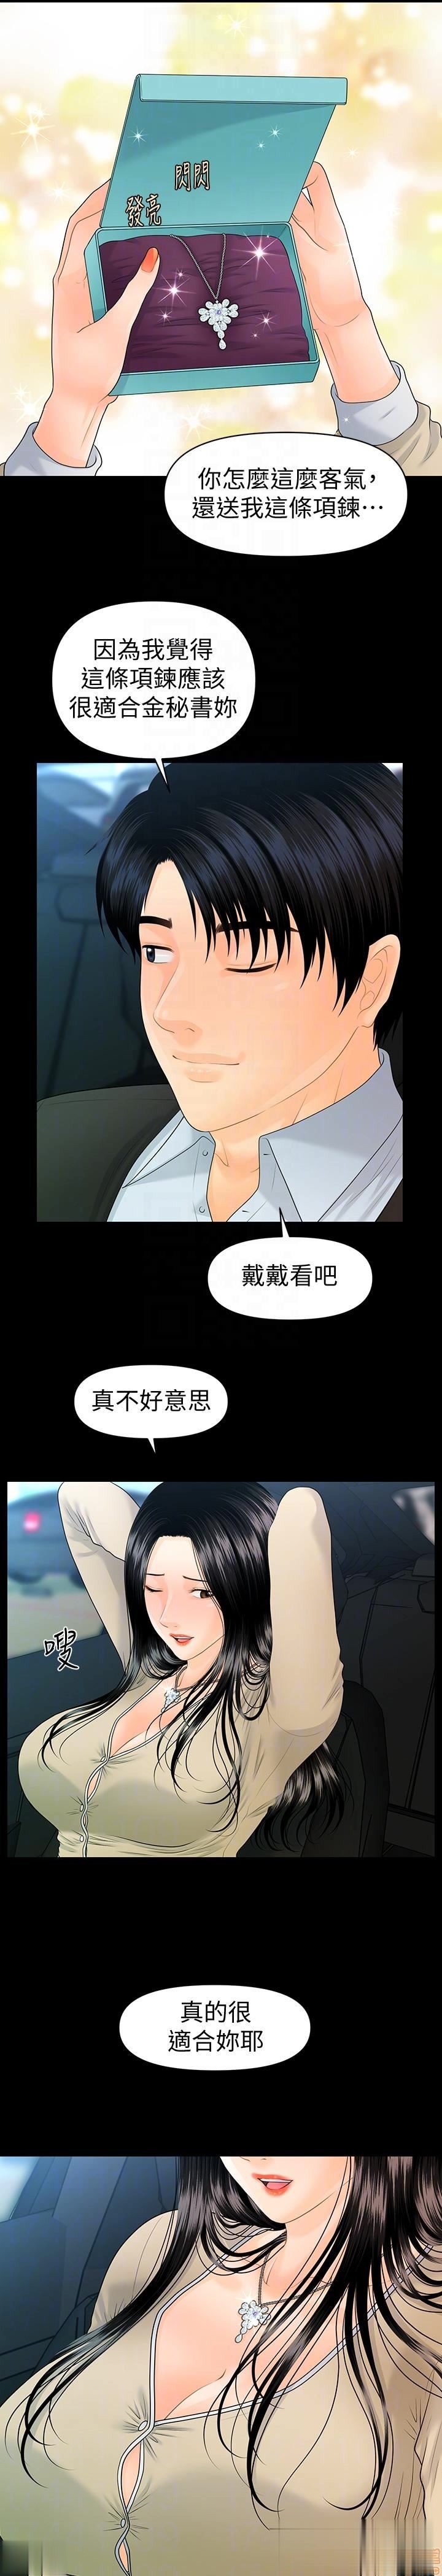 閃閃
發亮
你怎麼這麼客氣，
還送我這條項鍊⋯
因為我覺得
這條項鍊應該
很適合金秘書妳
戴戴看吧
真不好意思
嗖
真的很
適合妳耶